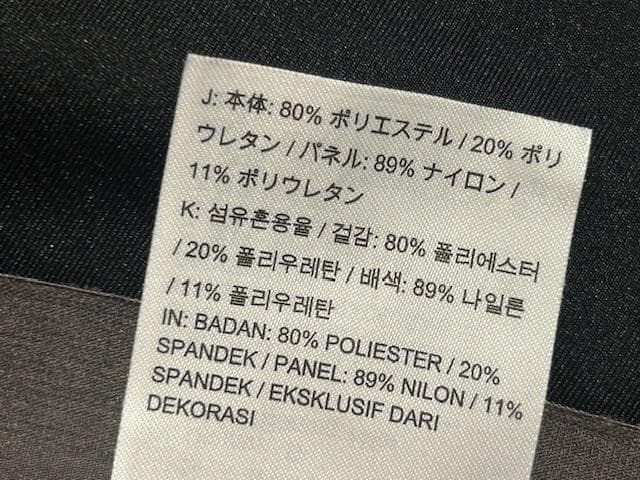 J: 本体: 80% ポリエステル / 20% ポリ
ウレタン / パネル: 89% ナイロン /
11% ポリウレタン
K: 섬유혼용율 / 겉감: 80% 폴리에스터
/ 20% 폴리우레탄 / 배색: 89% 나일론
/ 11% 폴리우레탄
IN: BADAN: 80% POLIESTER / 20%
SPANDEK / PANEL: 89% NILON / 11%
SPANDEK / EKSKLUSIF DARI
DEKORASI